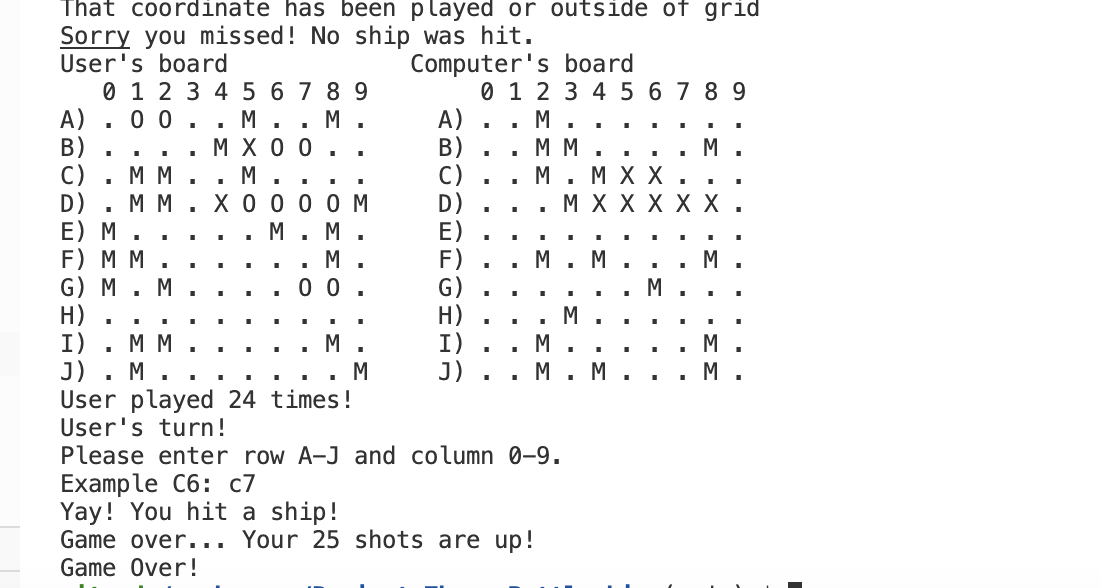 That coordinate has been played or outside of grid
Sorry you missed! No ship was hit.
User's board             Computer's board
   0 1 2 3 4 5 6 7 8 9        0 1 2 3 4 5 6 7 8 9
A) . O O . . M . . M .     A) . . M . . . . . . .
B) . . . . M X O O . .     B) . . M M . . . . M .
C) . M M . . M . . . .     C) . . M . M X X . . .
D) . M M . X O O O O M     D) . . . M X X X X X .
E) M . . . . . M . M .     E) . . . . . . . . . .
F) M M . . . . . . M .     F) . . M . M . . . M .
G) M . M . . . . O O .     G) . . . . . . M . . .
H) . . . . . . . . . .     H) . . . M . . . . . .
I) . M M . . . . . M .     I) . . M . . . . . M .
J) . M . . . . . . . M     J) . . M . M . . . M .
User played 24 times!
User's turn!
Please enter row A-J and column 0-9.
Example C6: c7
Yay! You hit a ship!
Game over... Your 25 shots are up!
Game Over!